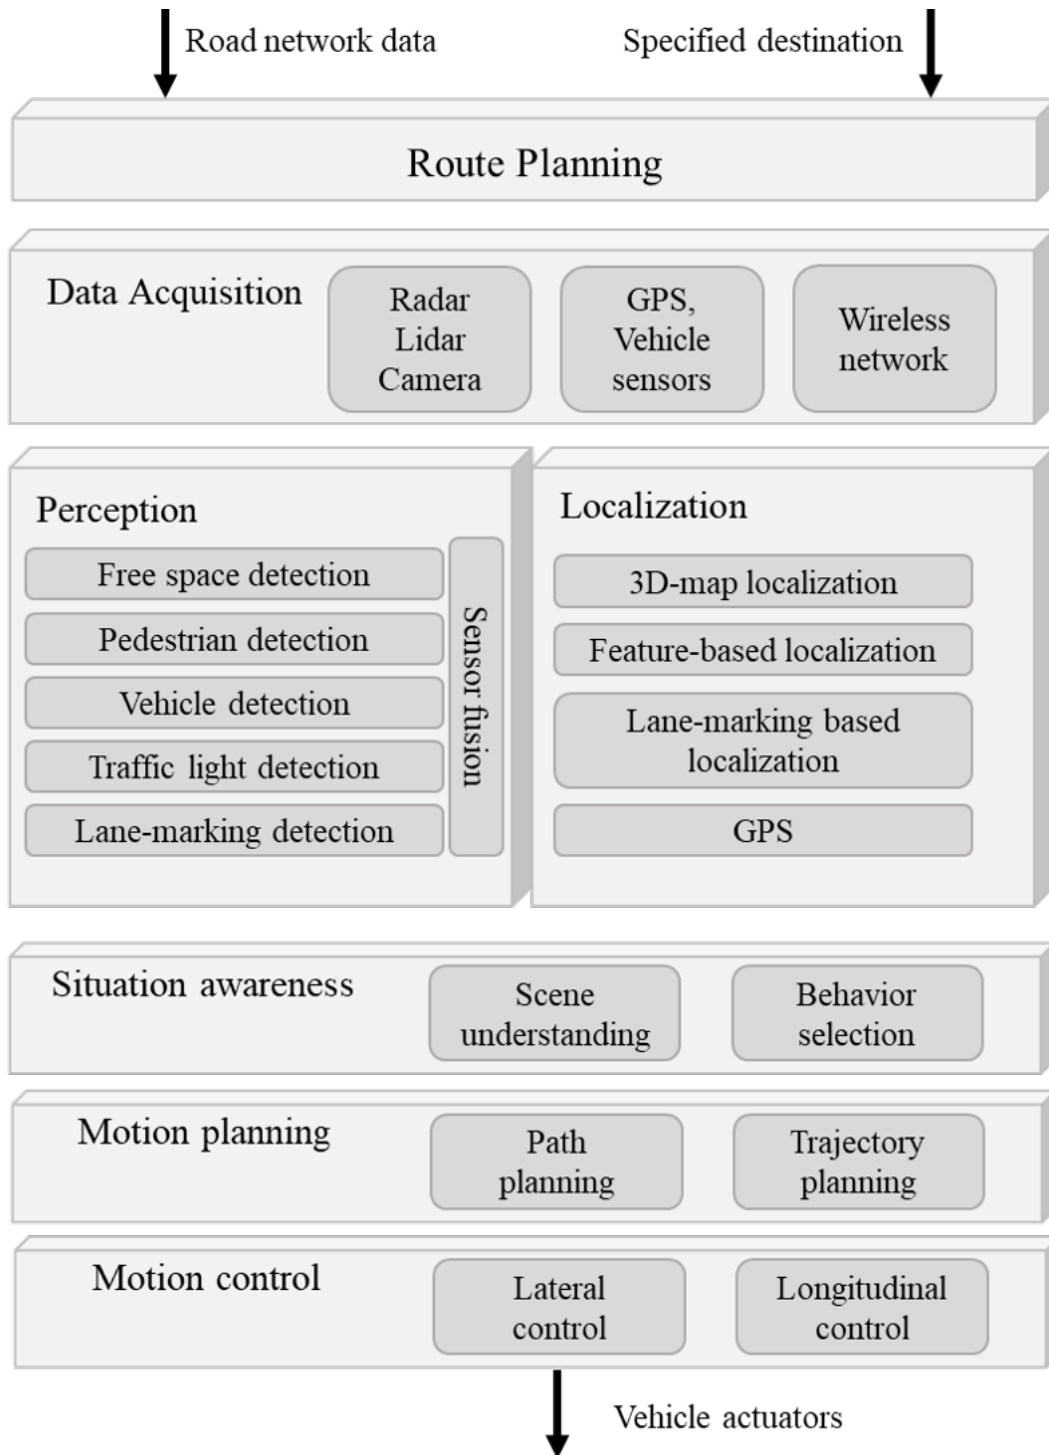 Road network data
Specified destination
Route Planning
Data Acquisition
Radar
Lidar
Camera
GPS,
Vehicle
sensors
Wireless
network
Perception
Free space detection
Pedestrian detection
Vehicle detection
Traffic light detection
Lane-marking detection
Sensor fusion
Localization
3D-map localization
Feature-based localization
Lane-marking based
localization
GPS
Situation awareness
Scene
understanding
Behavior
selection
Motion planning
Path
planning
Trajectory
planning
Motion control
Lateral
control
Longitudinal
control
Vehicle actuators